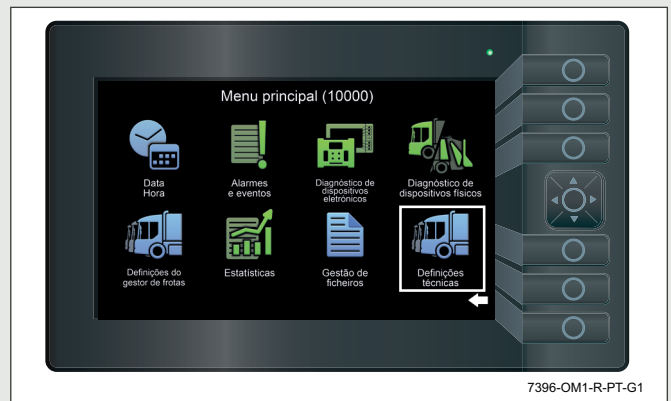 Menu principal (10000)
Data
Hora
Alarmes
e eventos
Diagnóstico de
dispositivos
eletrónicos
Diagnóstico de
dispositivos físicos
Definições do
gestor de frotas
Estatísticas
Gestão de
ficheiros
Definições
técnicas
7396-OM1-R-PT-G1